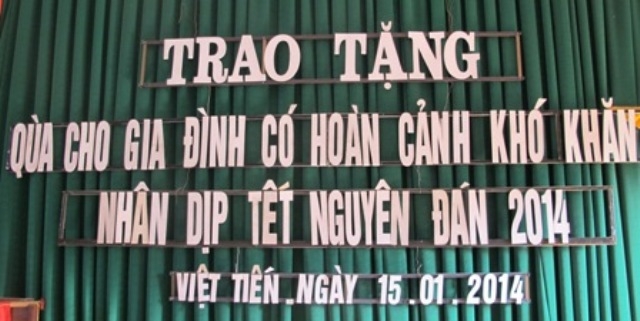 TRAO TẶNG
QÙA CHO GIA ĐÌNH CÓ HOÀN CẢNH KHÓ KHĂN
NHÂN DỊP TẾT NGUYÊN ĐÁN 2014
VIỆT TIẾN.NGÀY 15.01.2014